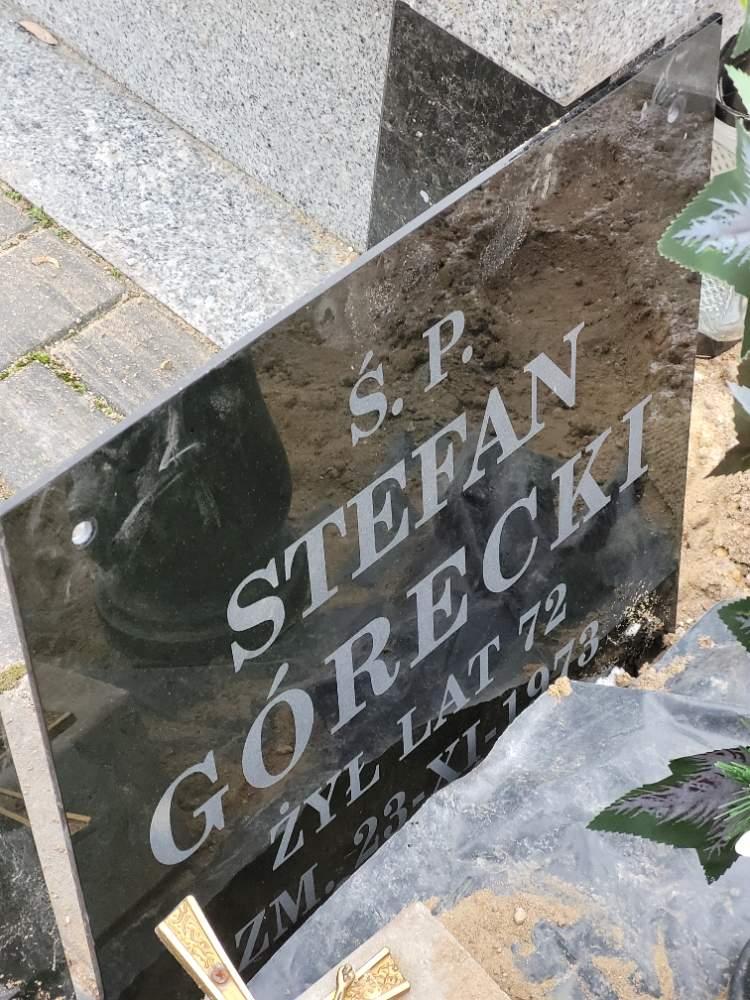 Ś. P.
STEFAN
GÓRECKI
ŻYŁ LAT 72
ZM. 23-XI-1973